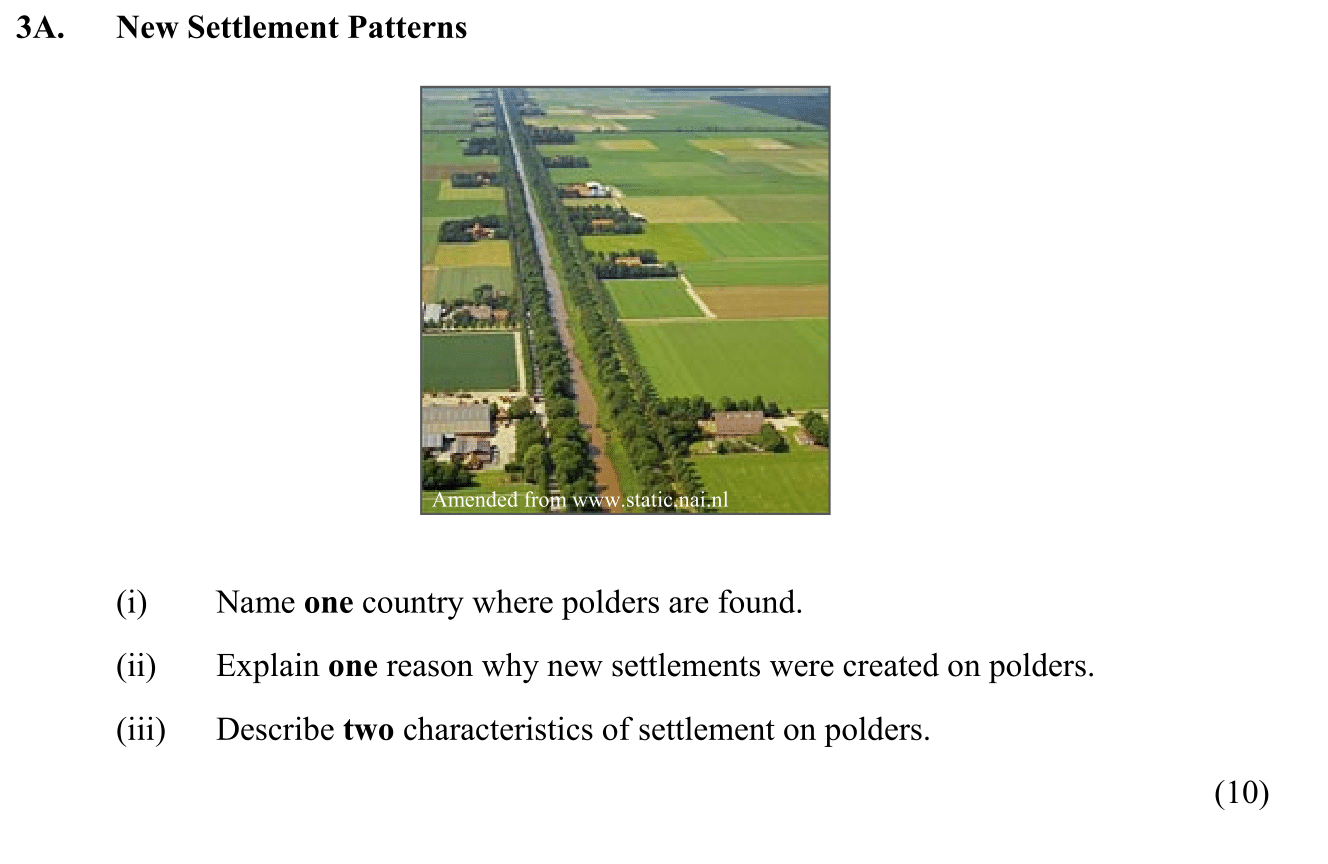 3A. New Settlement Patterns
Amended from www.static.nai.nl
(i) Name one country where polders are found.
(ii) Explain one reason why new settlements were created on polders.
(iii) Describe two characteristics of settlement on polders.
(10)